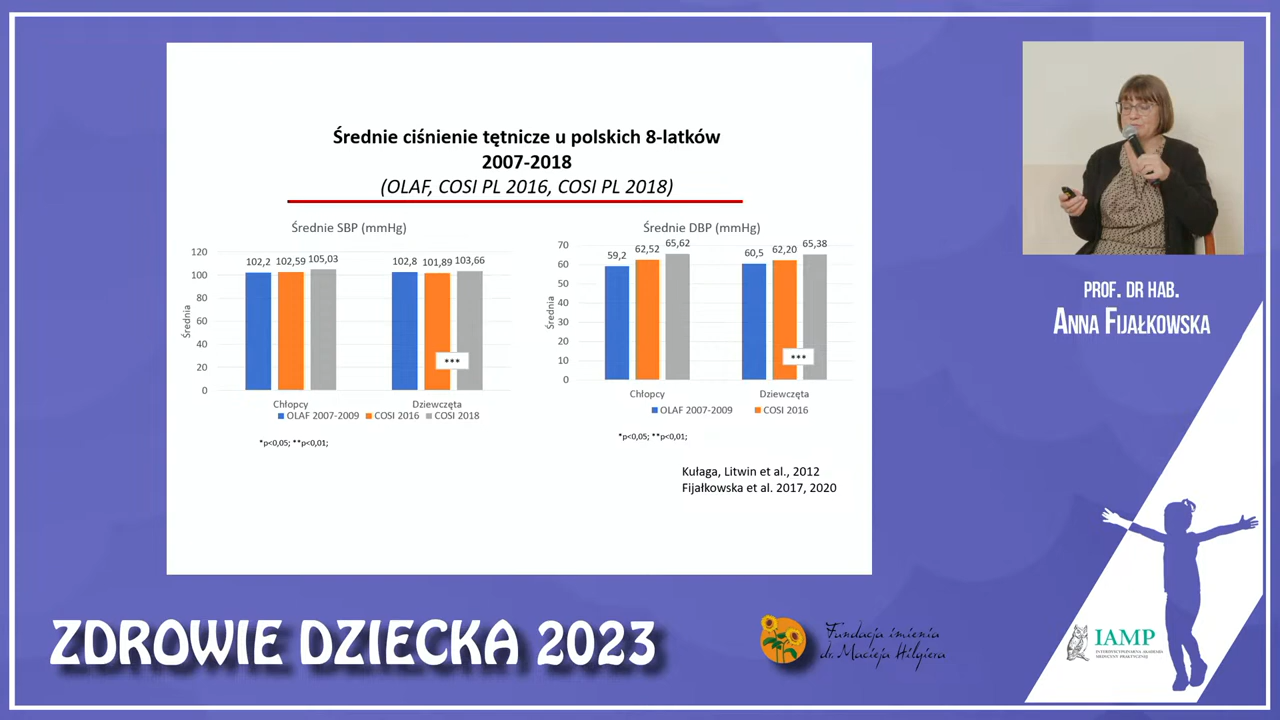 Średnie ciśnienie tętnicze u polskich 8-latków
2007-2018
(OLAF, COSI PL 2016, COSI PL 2018)
Średnie SBP (mmHg)
120
100
80
60
40
20
0
Średnia
102,2 102,59 105,03
102,8 101,89 103,66
***
Chłopcy
Dziewczęta
OLAF 2007-2009 COSI 2016 COSI 2018
*p<0,05; **p<0,01;
Średnie DBP (mmHg)
70
60
50
40
30
20
10
0
Średnia
59,2 62,52 65,62
60,5 62,20 65,38
***
Chłopcy
Dziewczęta
OLAF 2007-2009 COSI 2016
*p<0,05; **p<0,01;
Kułaga, Litwin et al., 2012
Fijałkowska et al. 2017, 2020
PROF. DR HAB.
ANNA FIJAŁKOWSKA
ZDROWIE DZIECKA 2023
Fundacja imienia
dr. Macieja Hilgiera
IAMP
INTERDYSCYPLINARNA AKADEMIA
MEDYCYNY PRAKTYCZNEJ